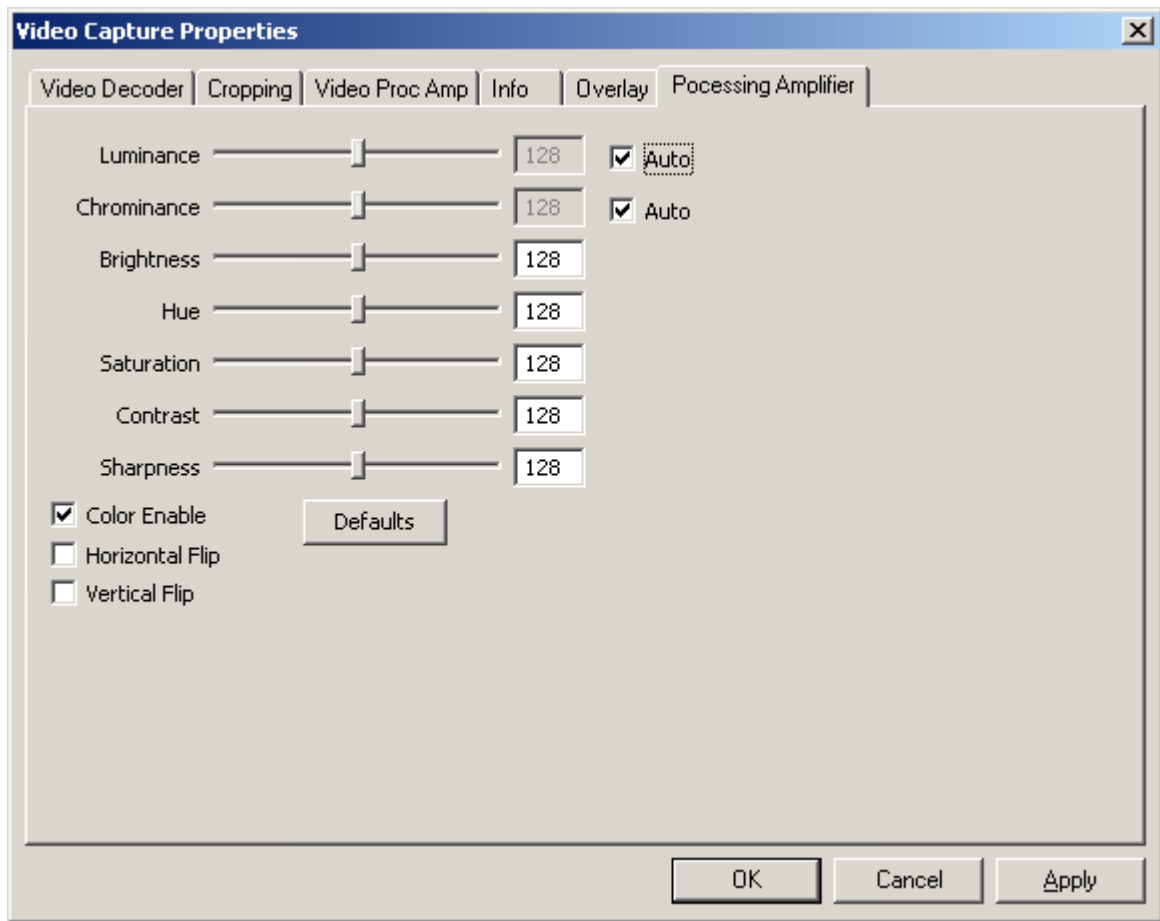 Video Capture Properties
Video Decoder Cropping Video Proc Amp Info Overlay Pocessing Amplifier
Luminance 128 Auto
Chrominance 128 Auto
Brightness 128
Hue 128
Saturation 128
Contrast 128
Sharpness 128
Color Enable Defaults
Horizontal Flip
Vertical Flip
OK Cancel Apply